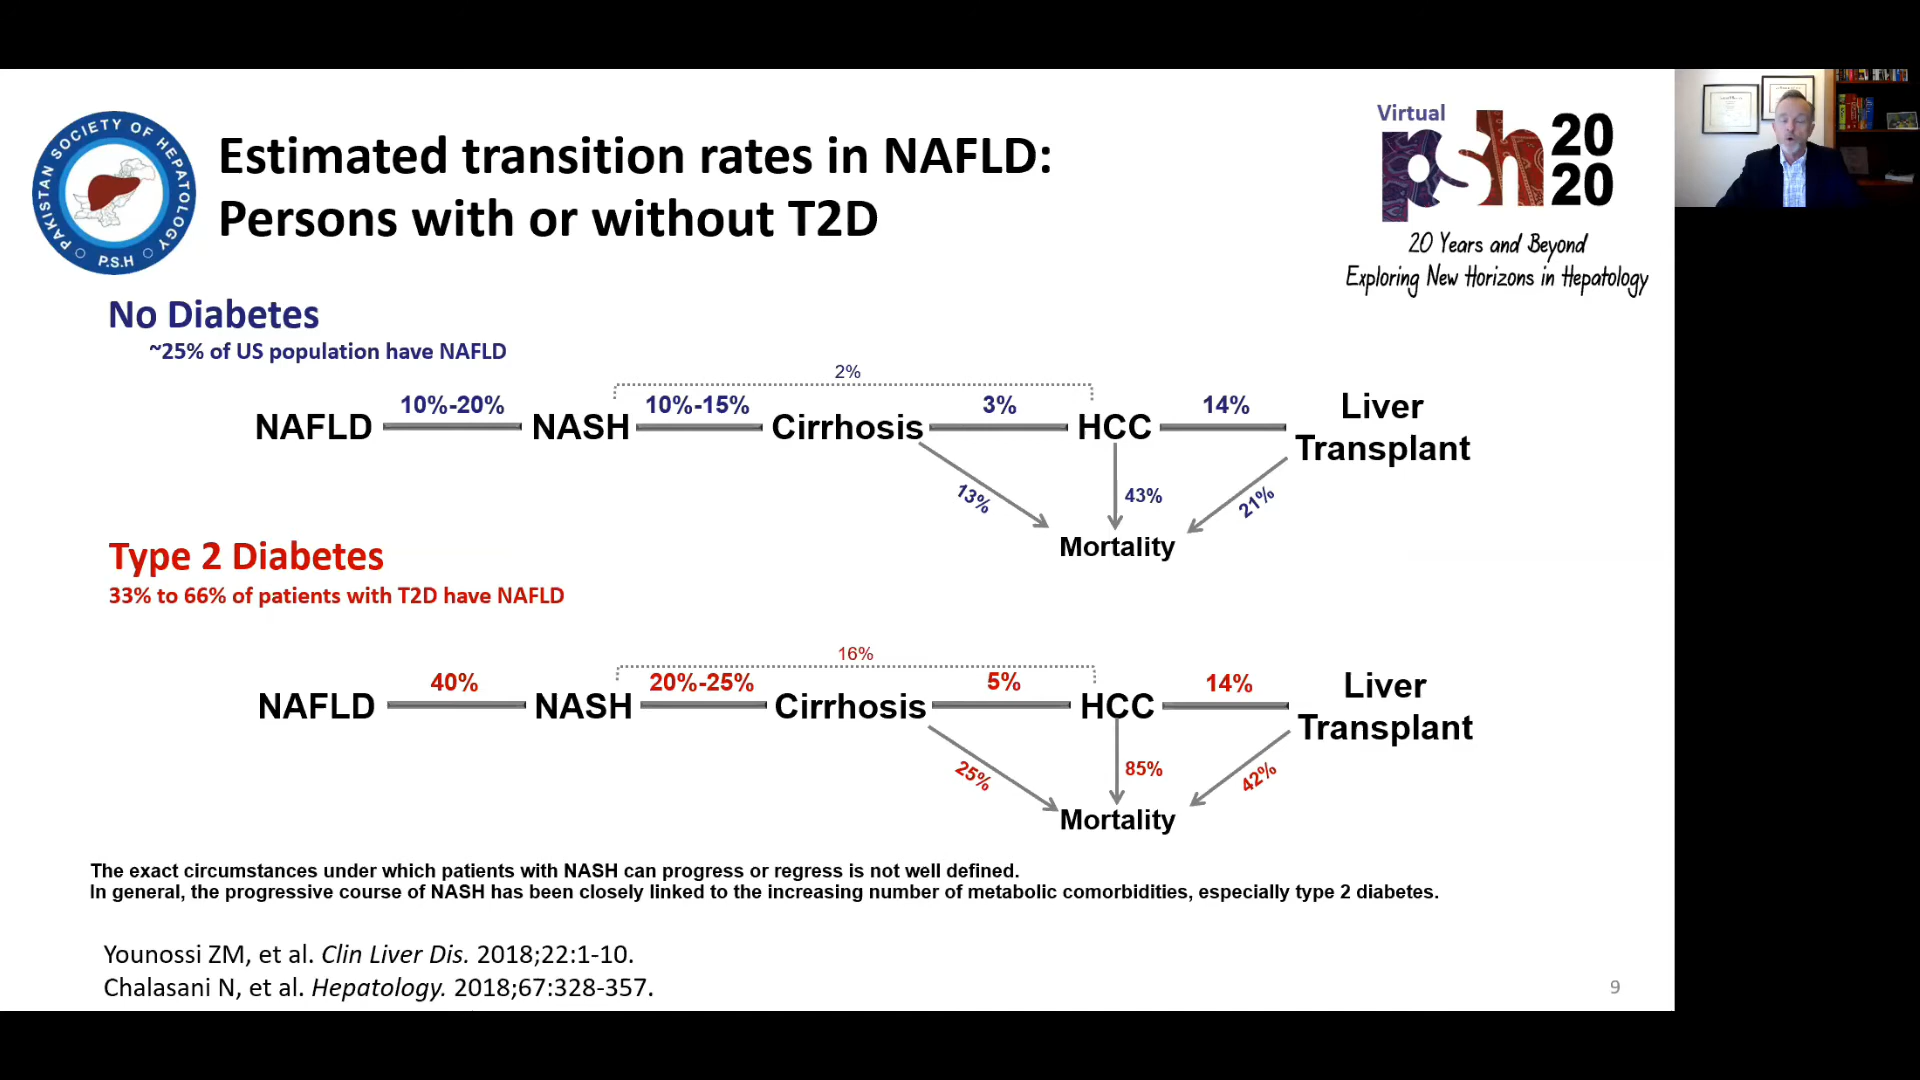 PAKISTAN SOCIETY OF HEPATOLOGY
P.S.H
Estimated transition rates in NAFLD:
Persons with or without T2D
Virtual
psh 20
20
20 Years and Beyond
Exploring New Horizons in Hepatology
No Diabetes
~25% of US population have NAFLD
2%
10%-20%
10%-15%
3%
14%
NAFLD
NASH
Cirrhosis
HCC
Liver
Transplant
13%
43%
21%
Mortality
Type 2 Diabetes
33% to 66% of patients with T2D have NAFLD
16%
40%
20%-25%
5%
14%
NAFLD
NASH
Cirrhosis
HCC
Liver
Transplant
25%
85%
42%
Mortality
The exact circumstances under which patients with NASH can progress or regress is not well defined.
In general, the progressive course of NASH has been closely linked to the increasing number of metabolic comorbidities, especially type 2 diabetes.
Younossi ZM, et al. Clin Liver Dis. 2018;22:1-10.
Chalasani N, et al. Hepatology. 2018;67:328-357.
9